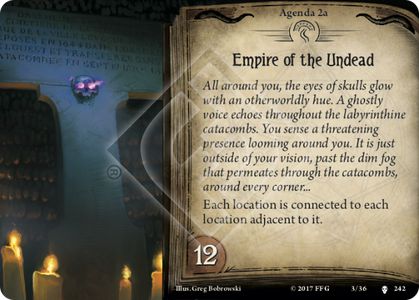 Agenda 2a
Empire of the Undead
All around you, the eyes of skulls glow
with an otherworldly hue. A ghostly
voice echoes throughout the labyrinthine
catacombs. You sense a threatening
presence looming around you. It is just
outside of your vision, past the dim fog
that permeates through the catacombs,
around every corner...
Each location is connected to each
location adjacent to it.
12
Illus. Greg Bobrowski
© 2017 FFG
3/36
242